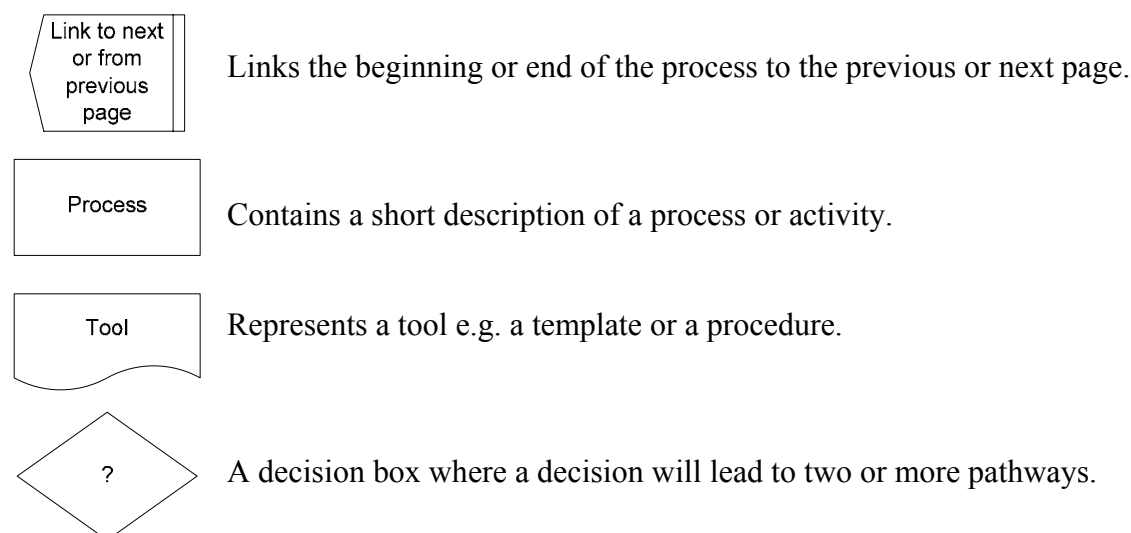 Link to next
or from
previous
page
Links the beginning or end of the process to the previous or next page.
Process
Contains a short description of a process or activity.
Tool
Represents a tool e.g. a template or a procedure.
?
A decision box where a decision will lead to two or more pathways.